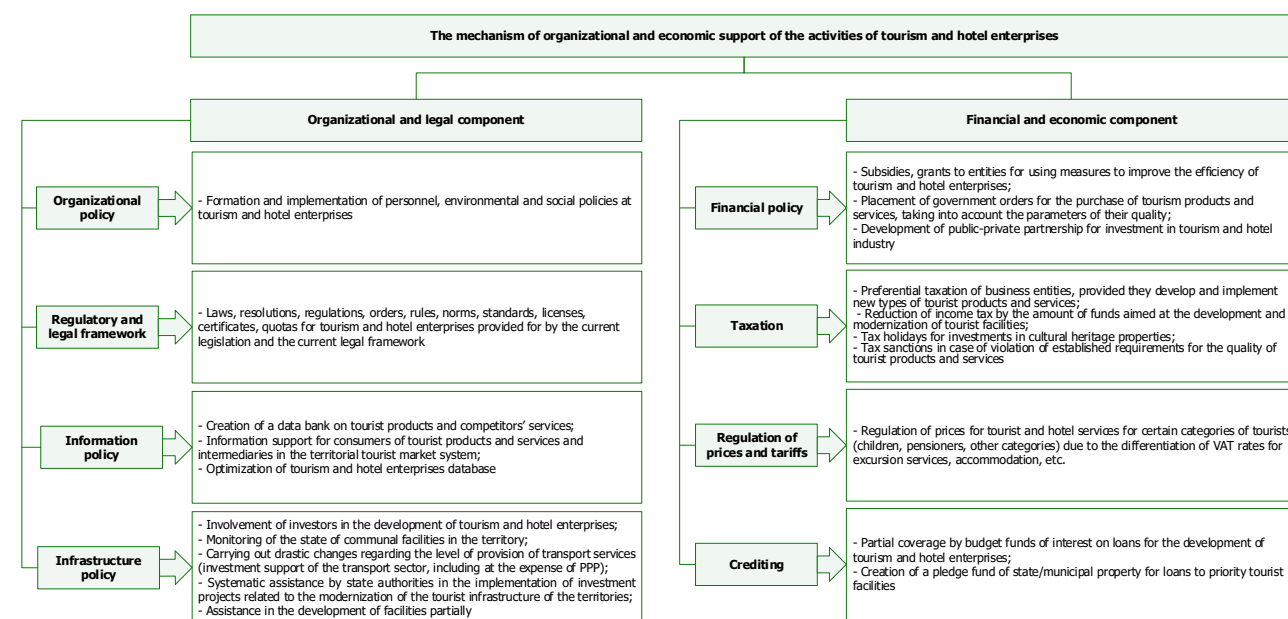 The mechanism of organizational and economic support of the activities of tourism and hotel enterprises
Organizational and legal component
Organizational
policy
- Formation and implementation of personnel, environmental and social policies at
tourism and hotel enterprises
Regulatory and
legal framework
- Laws, resolutions, regulations, orders, rules, norms, standards, licenses,
certificates, quotas for tourism and hotel enterprises provided for by the current
legislation and the current legal framework
Information
policy
- Creation of a data bank on tourist products and competitors’ services;
- Information support for consumers of tourist products and services and
intermediaries in the territorial tourist market system;
- Optimization of tourism and hotel enterprises database
Infrastructure
policy
- Involvement of investors in the development of tourism and hotel enterprises;
- Monitoring of the state of communal facilities in the territory;
- Carrying out drastic changes regarding the level of provision of transport services
(investment support of the transport sector, including at the expense of PPP);
- Systematic assistance by state authorities in the implementation of investment
projects related to the modernization of the tourist infrastructure of the territories;
- Assistance in the development of facilities partially
Financial and economic component
Financial policy
- Subsidies, grants to entities for using measures to improve the efficiency of
tourism and hotel enterprises;
- Placement of government orders for the purchase of tourism products and
services, taking into account the parameters of their quality;
- Development of public-private partnership for investment in tourism and hotel
industry
Taxation
- Preferential taxation of business entities, provided they develop and implement
new types of tourist products and services;
- Reduction of income tax by the amount of funds aimed at the development and
modernization of tourist facilities;
- Tax holidays for investments in cultural heritage properties;
- Tax sanctions in case of violation of established requirements for the quality of
tourist products and services
Regulation of
prices and tariffs
- Regulation of prices for tourist and hotel services for certain categories of tourists
(children, pensioners, other categories) due to the differentiation of VAT rates for
excursion services, accommodation, etc.
Crediting
- Partial coverage by budget funds of interest on loans for the development of
tourism and hotel enterprises;
- Creation of a pledge fund of state/municipal property for loans to priority tourist
facilities